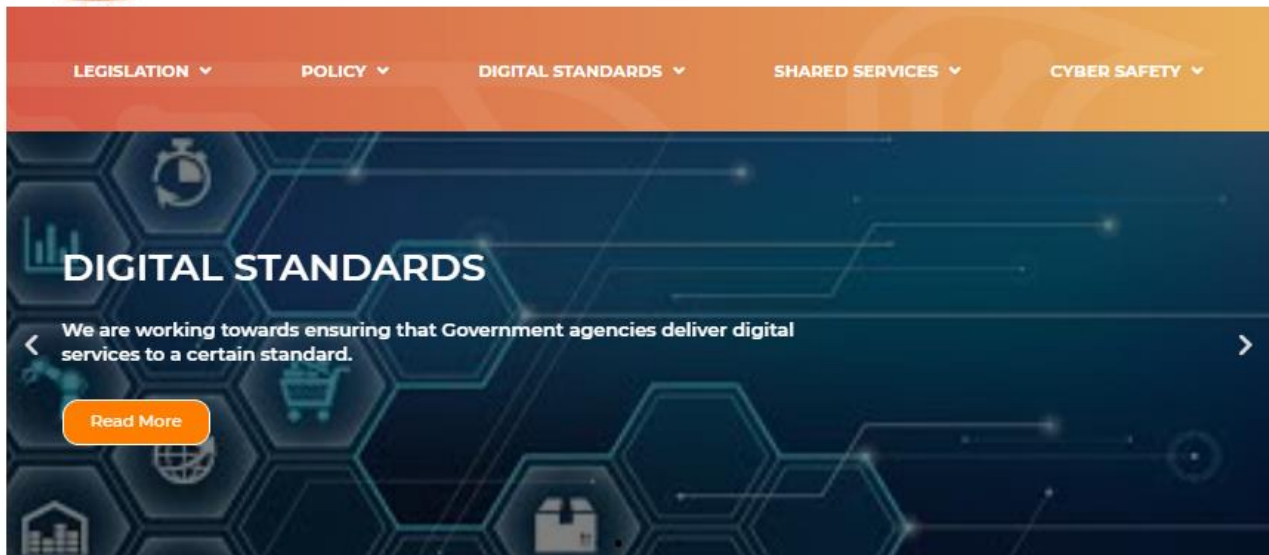 LEGISLATION
POLICY
DIGITAL STANDARDS
SHARED SERVICES
CYBER SAFETY
DIGITAL STANDARDS
We are working towards ensuring that Government agencies deliver digital
services to a certain standard.
Read More